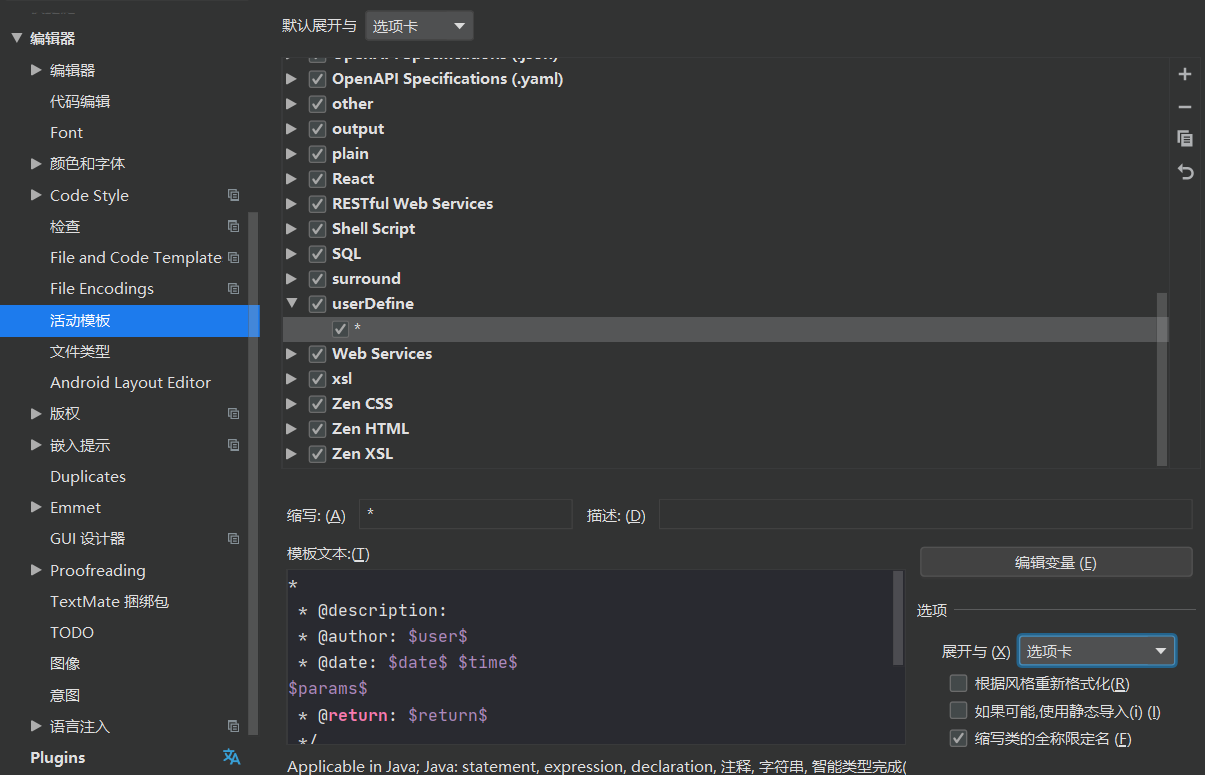 编辑器
编辑器
代码编辑
Font
颜色和字体
Code Style
检查
File and Code Template
File Encodings
活动模板
文件类型
Android Layout Editor
版权
嵌入提示
Duplicates
Emmet
GUI 设计器
Proofreading
TextMate 捆绑包
TODO
图像
意图
语言注入
Plugins
默认展开与 选项卡
OpenAPI Specifications (.json)
OpenAPI Specifications (.yaml)
other
output
plain
React
RESTful Web Services
Shell Script
SQL
surround
userDefine
*
Web Services
xsl
Zen CSS
Zen HTML
Zen XSL
缩写: (A) * 描述: (D)
模板文本:(T)
*
 * @description:
 * @author: $user$
 * @date: $date$ $time$
$params$
 * @return: $return$
 */
Applicable in Java; Java: statement, expression, declaration, 注释, 字符串, 智能类型完成(
编辑变量 (E)
选项
展开与 (X) 选项卡
根据风格重新格式化(R)
如果可能,使用静态导入(i) (I)
缩写类的全称限定名 (F)